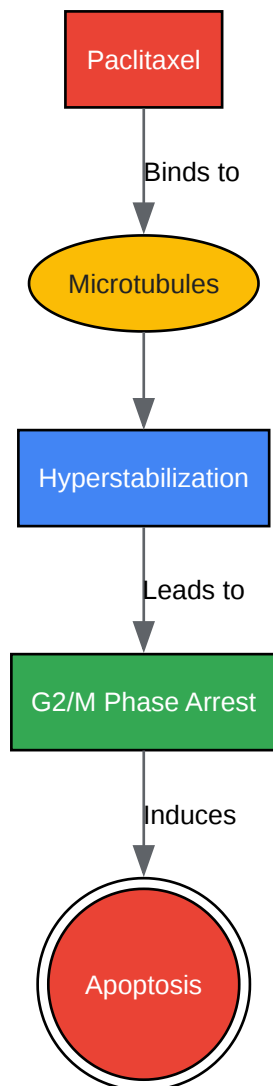 Paclitaxel
Binds to
Microtubules
Hyperstabilization
Leads to
G2/M Phase Arrest
Induces
Apoptosis